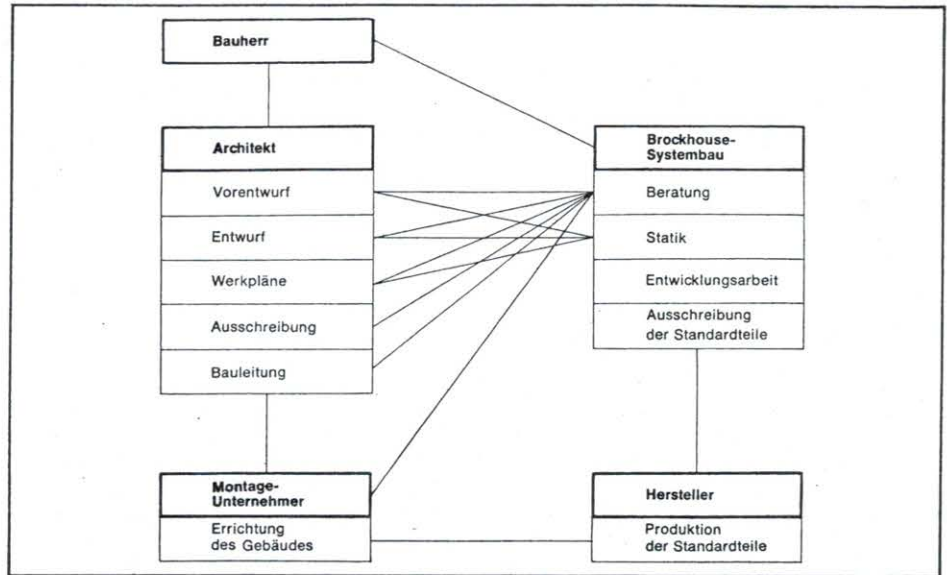 Bauherr
Architekt
Vorentwurf
Entwurf
Werkpläne
Ausschreibung
Bauleitung
Brockhouse-
Systembau
Beratung
Statik
Entwicklungsarbeit
Ausschreibung
der Standardteile
Montage-
Unternehmer
Errichtung
des Gebäudes
Hersteller
Produktion
der Standardteile